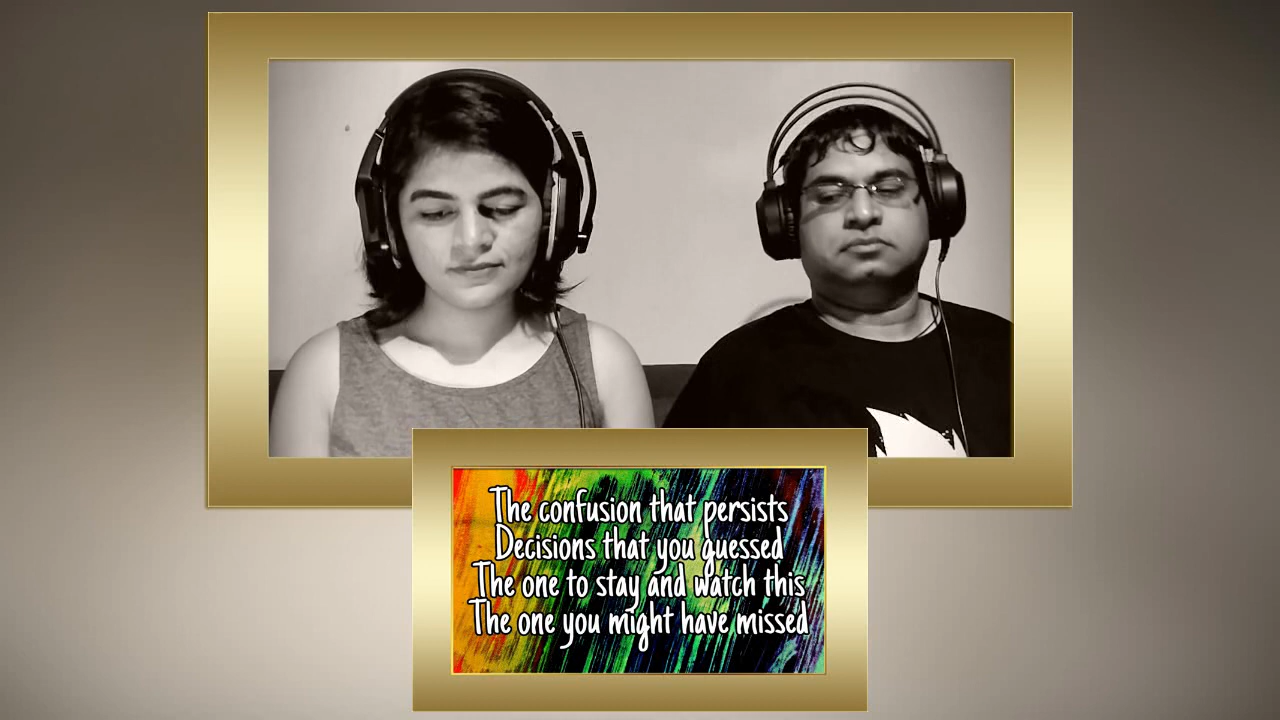 The confusion that persists
Decisions that you guessed
The one to stay and watch this
The one you might have missed